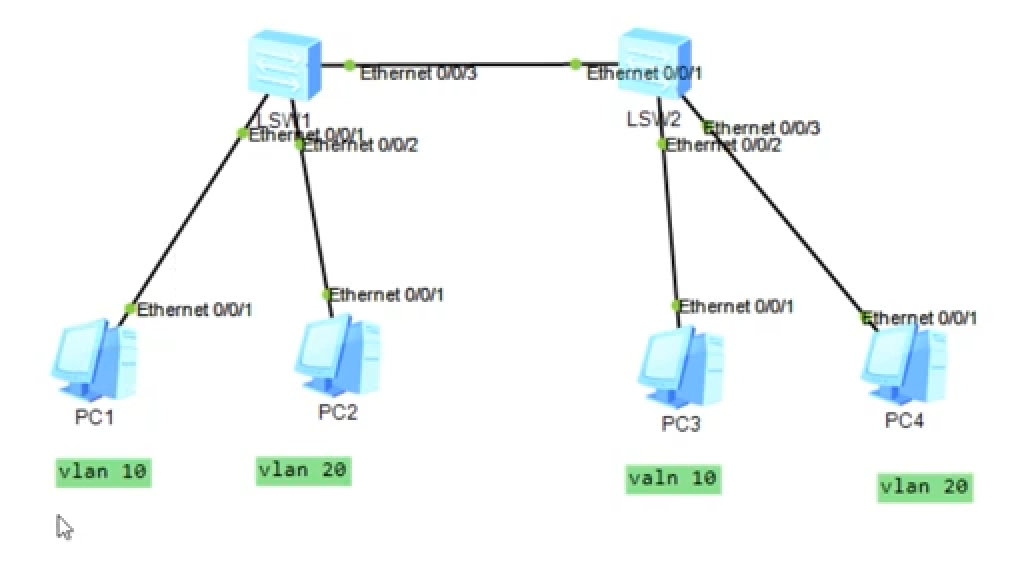 Ethernet 0/0/3
Ethernet 0/0/1
LSW1
LSW2
Ethernet 0/0/1
Ethernet 0/0/2
Ethernet 0/0/3
Ethernet 0/0/2
Ethernet 0/0/1
Ethernet 0/0/1
Ethernet 0/0/1
Ethernet 0/0/1
PC1
PC2
PC3
PC4
vlan 10
vlan 20
valn 10
vlan 20